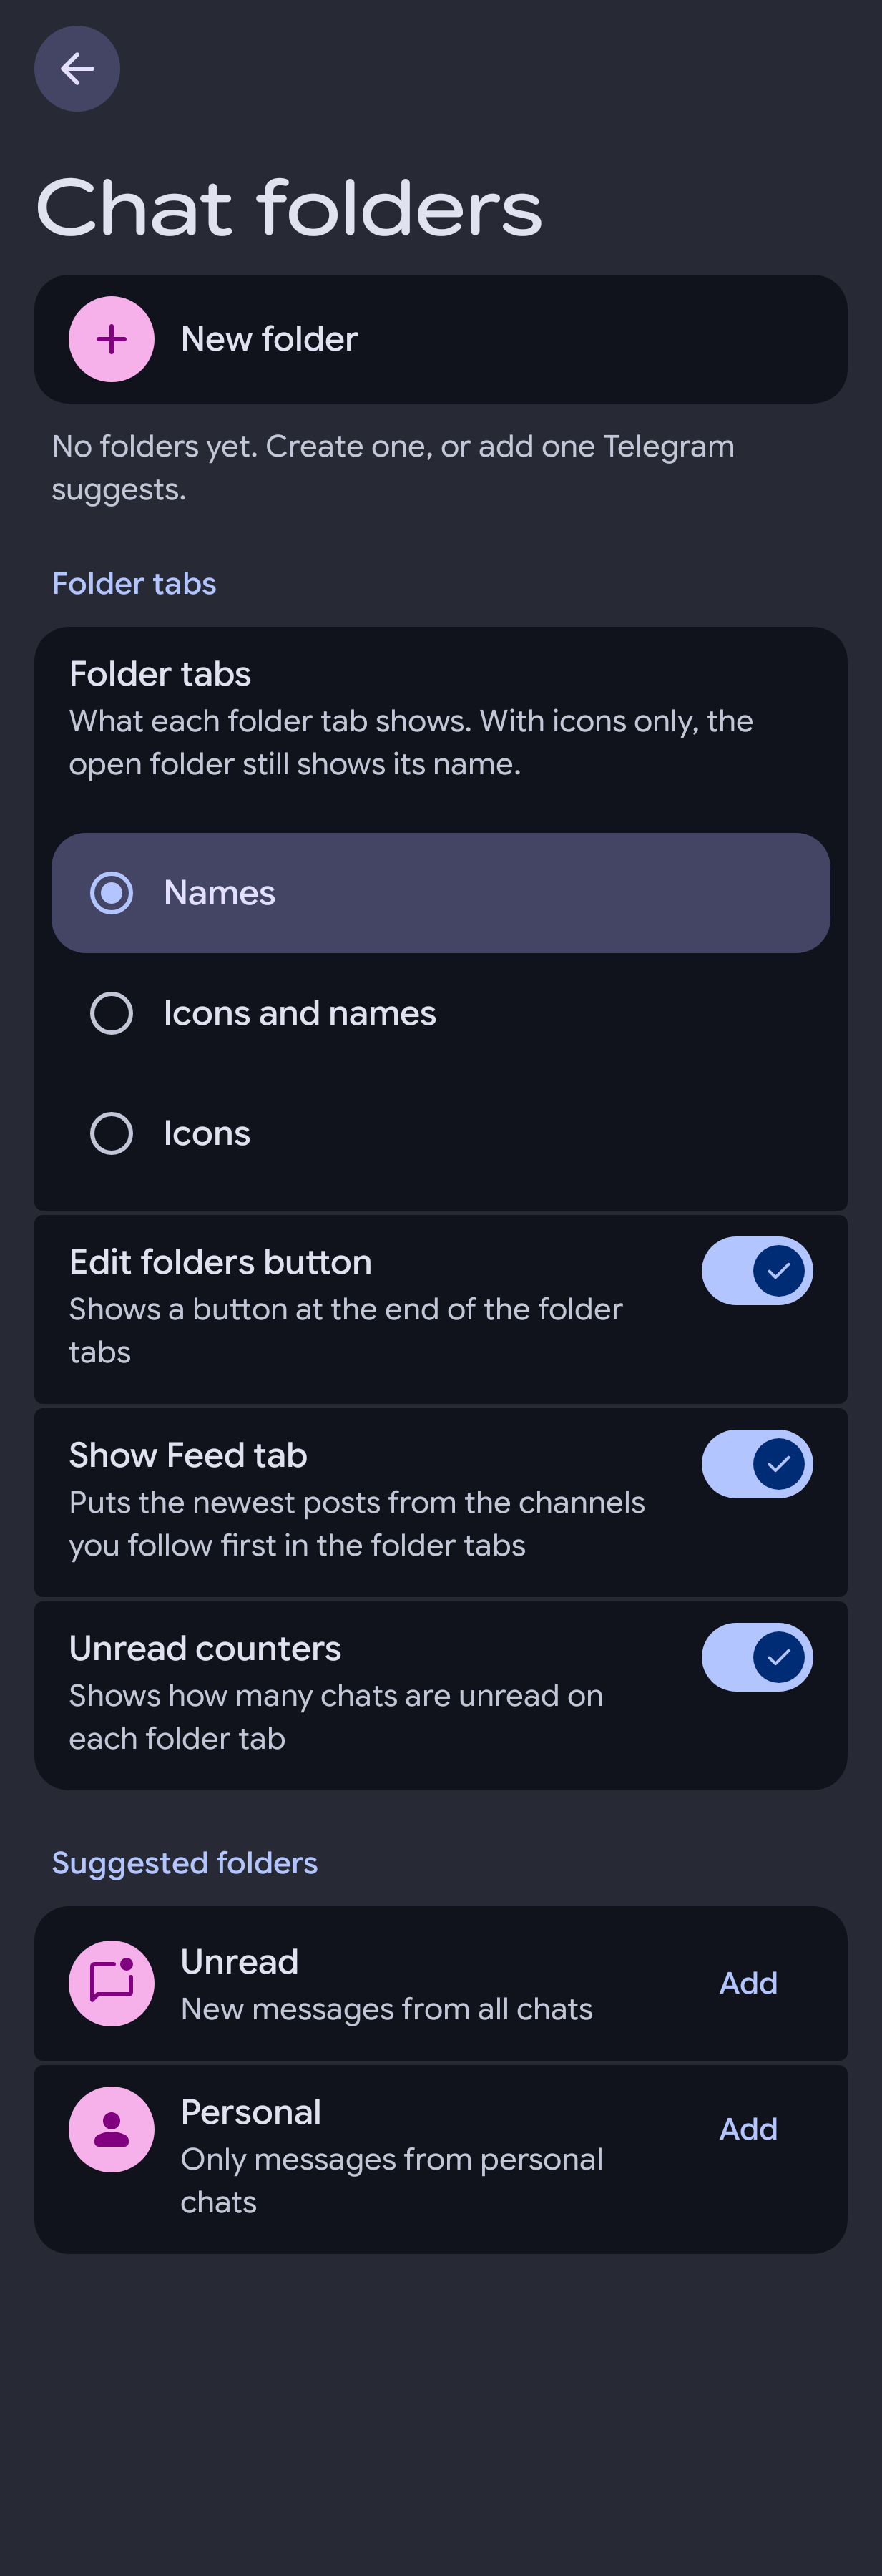 Chat folders
New folder
No folders yet. Create one, or add one Telegram
suggests.
Folder tabs
Folder tabs
What each folder tab shows. With icons only, the
open folder still shows its name.
Names
Icons and names
Icons
Edit folders button
Shows a button at the end of the folder
tabs
Show Feed tab
Puts the newest posts from the channels
you follow first in the folder tabs
Unread counters
Shows how many chats are unread on
each folder tab
Suggested folders
Unread
New messages from all chats
Add
Personal
Only messages from personal
chats
Add